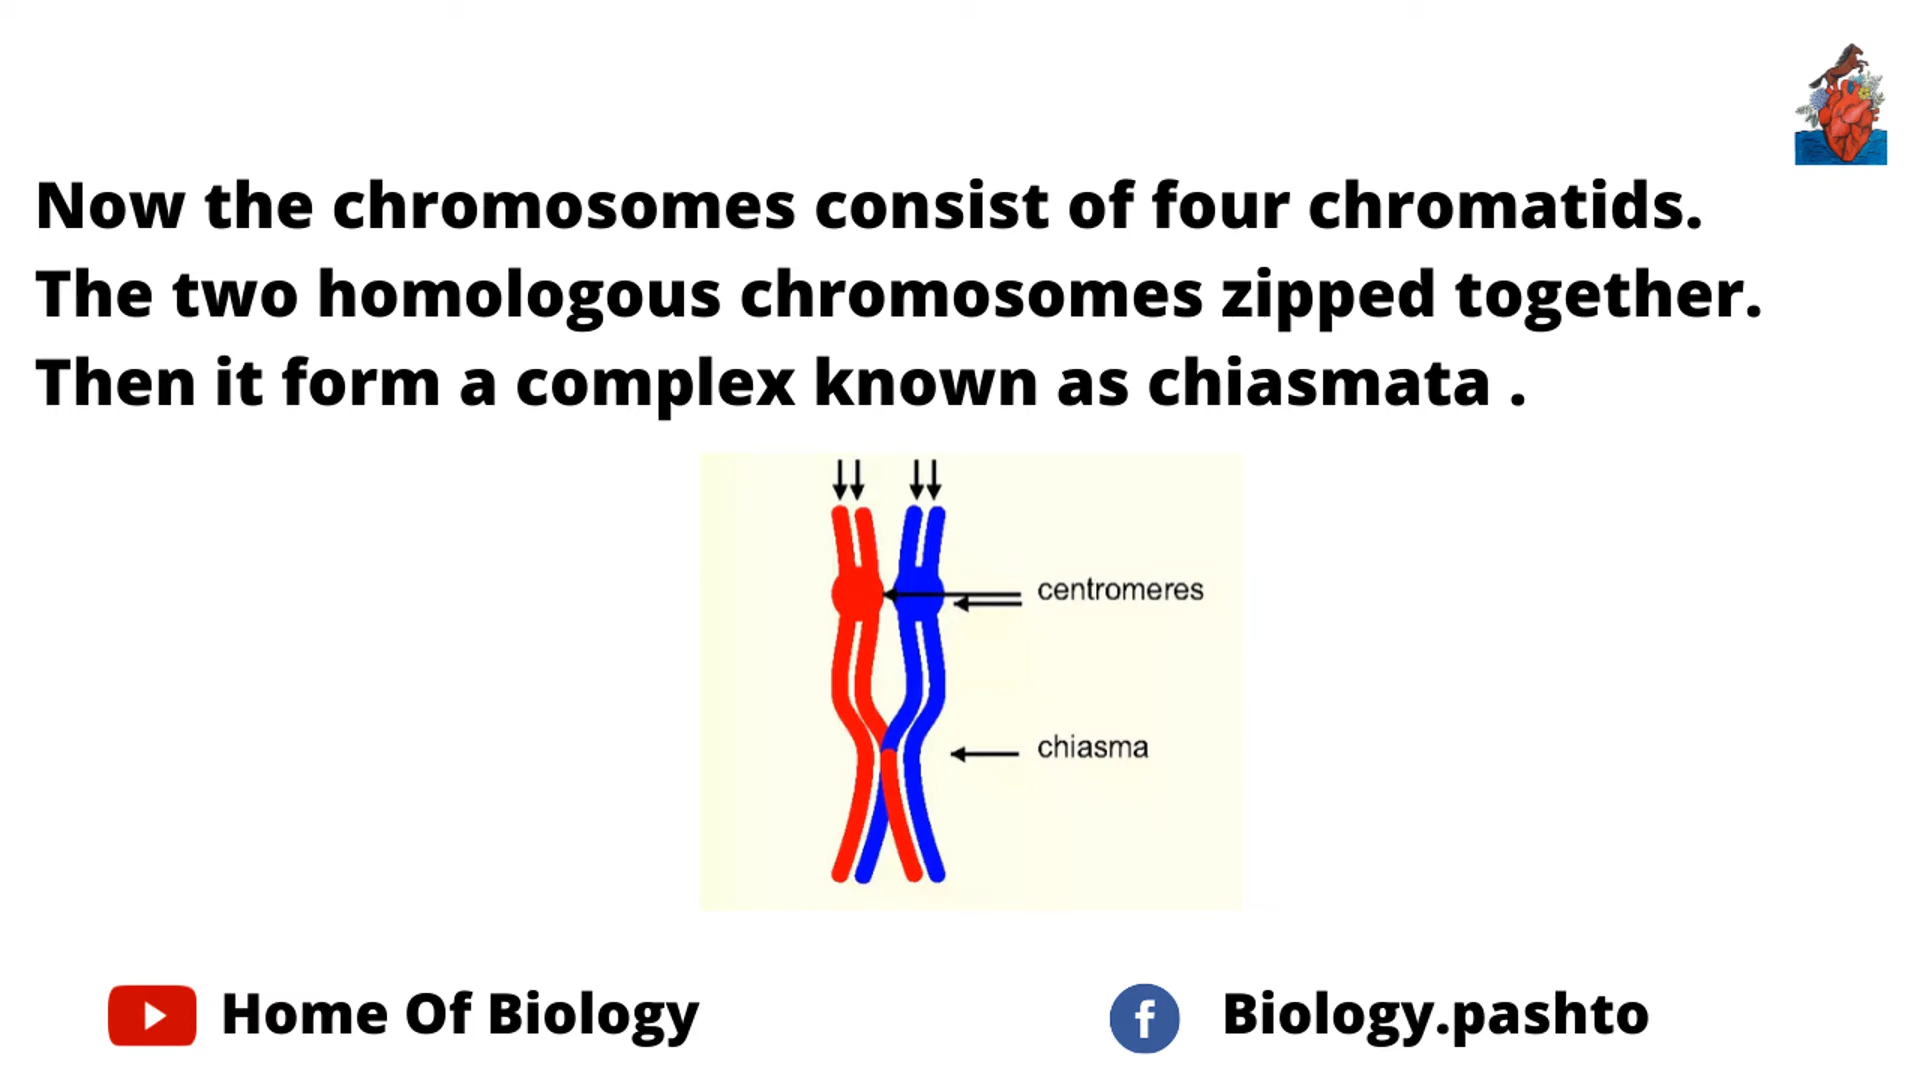 Now the chromosomes consist of four chromatids.
The two homologous chromosomes zipped together.
Then it form a complex known as chiasmata .
centromeres
chiasma
Home Of Biology
Biology.pashto